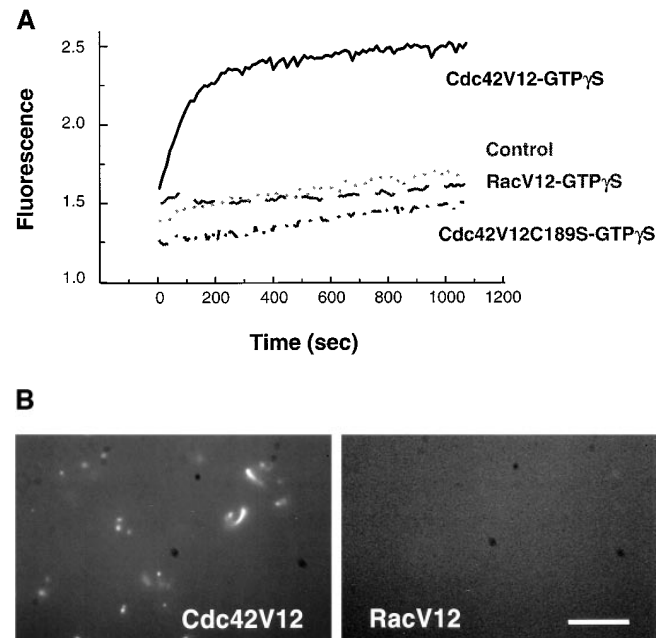 A
Fluorescence
2.5
2.0
1.5
1.0
Cdc42V12-GTPγS
Control
RacV12-GTPγS
Cdc42V12C189S-GTPγS
0 200 400 600 800 1000 1200
Time (sec)
B
Cdc42V12
RacV12